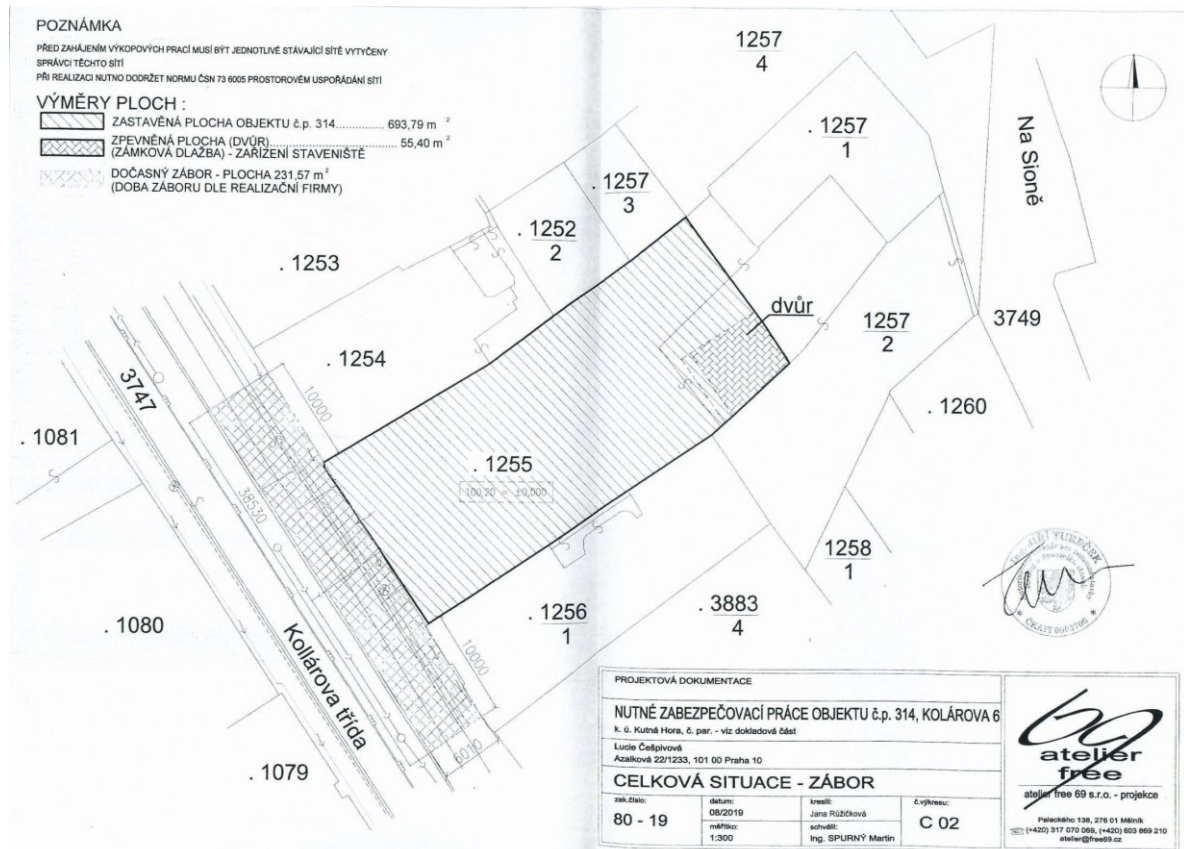 POZNÁMKA
PŘED ZAHÁJENÍM VÝKOPOVÝCH PRACÍ MUSÍ BÝT JEDNOTLIVÉ STÁVAJÍCÍ SÍTĚ VYTYČENY
SPRÁVCI TĚCHTO SÍTÍ
PŘI REALIZACI NUTNO DODRŽET NORMU ČSN 73 6005 PROSTOROVÉM USPOŘÁDÁNÍ SÍTÍ
VÝMĚRY PLOCH :
ZASTAVĚNÁ PLOCHA OBJEKTU č.p. 314.............. 693,79 m ²
ZPEVNĚNÁ PLOCHA (DVŮR)................................. 55,40 m ²
(ZÁMKOVÁ DLAŽBA) - ZAŘÍZENÍ STAVENIŠTĚ
DOČASNÝ ZÁBOR - PLOCHA 231,57 m²
(DOBA ZÁBORU DLE REALIZAČNÍ FIRMY)
1257
4
. 1257
1
Na Sioně
. 1257
3
. 1252
2
. 1253
dvůr
1257
2
3749
. 1254
3747
10000
. 1260
. 1081
. 1255
100,20 = ±0,000
38530
1258
1
. 1256
1
. 3883
4
. 1080
Kollárova třída
10000
6010
. 1079
TUREČEK
ČKAIT
PROJEKTOVÁ DOKUMENTACE
NUTNÉ ZABEZPEČOVACÍ PRÁCE OBJEKTU č.p. 314, KOLÁROVA 6
k. ú. Kutná Hora, č. par. - viz dokladová část
Lucie Češpivová
Azalková 22/1233, 101 00 Praha 10
CELKOVÁ SITUACE - ZÁBOR
zak.číslo:
80 - 19
datum:
08/2019
měřítko:
1:300
kreslil:
Jana Růžičková
schválil:
Ing. SPURNÝ Martin
č.výkresu:
C 02
atelier
free
atelier free 69 s.r.o. - projekce
Palackého 138, 276 01 Mělník
(+420) 317 070 069, (+420) 603 869 210
atelier@free69.cz